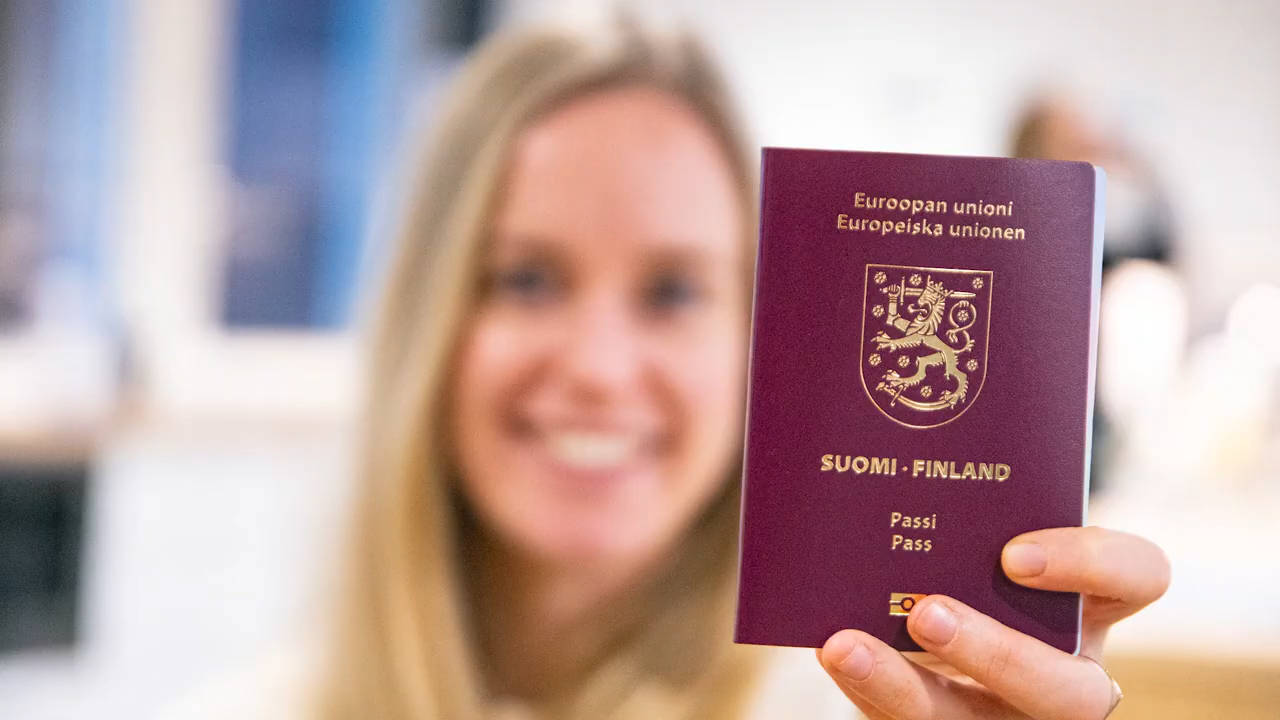 Euroopan unioni
Europeiska unionen
SUOMI · FINLAND
Passi
Pass